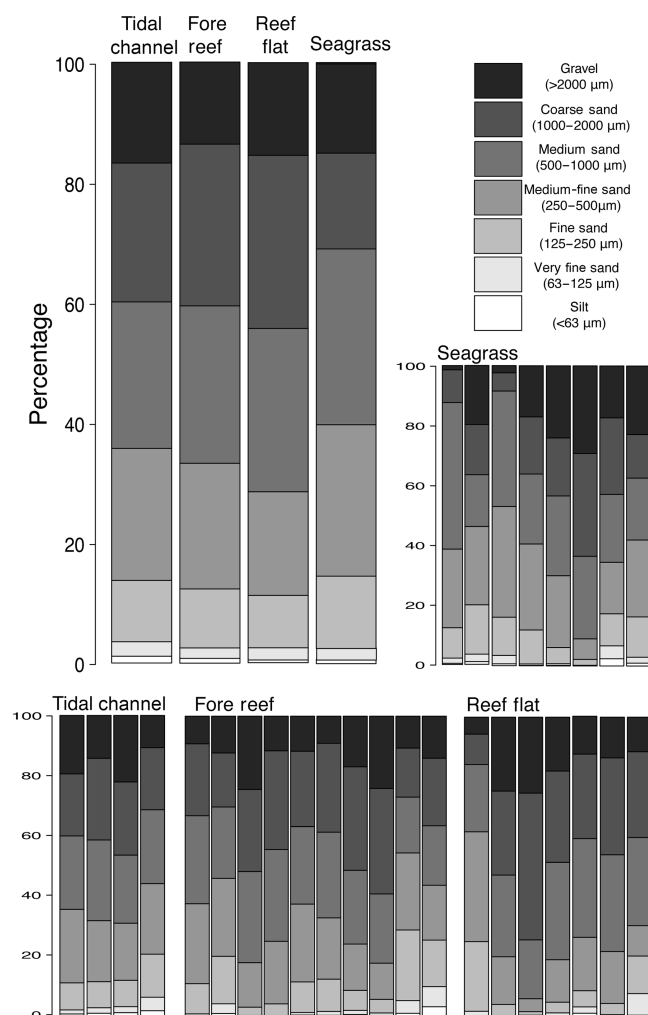 Tidal channel
Fore reef
Reef flat
Seagrass
100
80
60
40
20
0
Percentage
Gravel
(>2000 µm)
Coarse sand
(1000–2000 µm)
Medium sand
(500–1000 µm)
Medium-fine sand
(250–500µm)
Fine sand
(125–250 µm)
Very fine sand
(63–125 µm)
Silt
(<63 µm)
Seagrass
100
80
60
40
20
0
Tidal channel
Fore reef
Reef flat
100
80
60
40
20
0